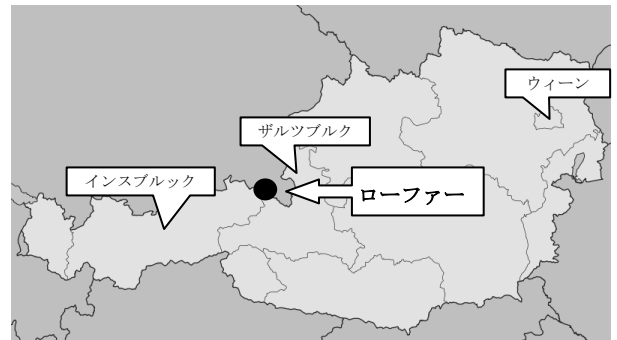 ウィーン
ザルツブルク
インスブルック
ローファー